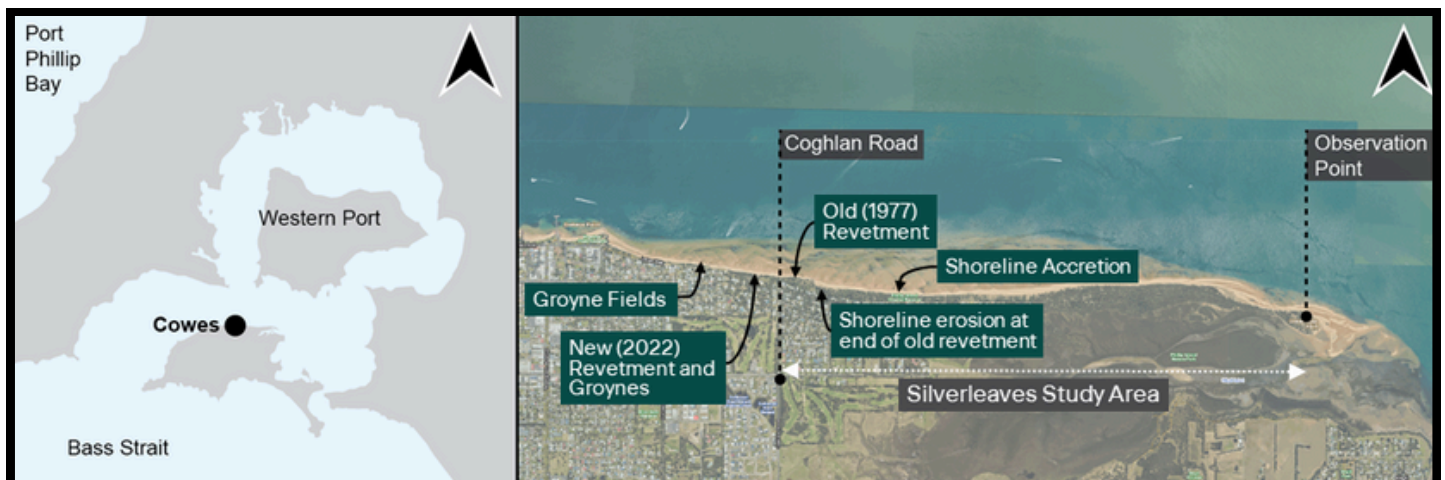 Port
Phillip
Bay
Western Port
Cowes
Bass Strait
Coghlan Road
Observation
Point
Old (1977)
Revetment
Shoreline Accretion
Groyne Fields
Shoreline erosion at
end of old revetment
New (2022)
Revetment and
Groynes
Silverleaves Study Area